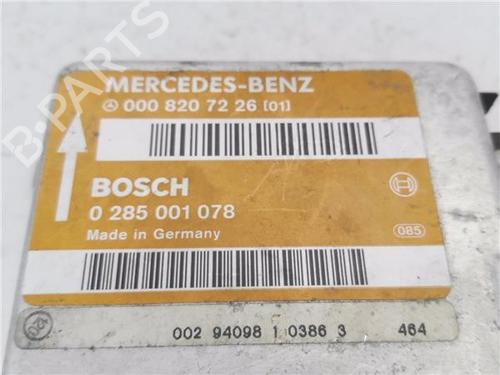 MERCEDES-BENZ
000 820 72 26 [01]
BOSCH
0 285 001 078
Made in Germany
085
024
002 94098 1 0386 3 464
B-PARTS